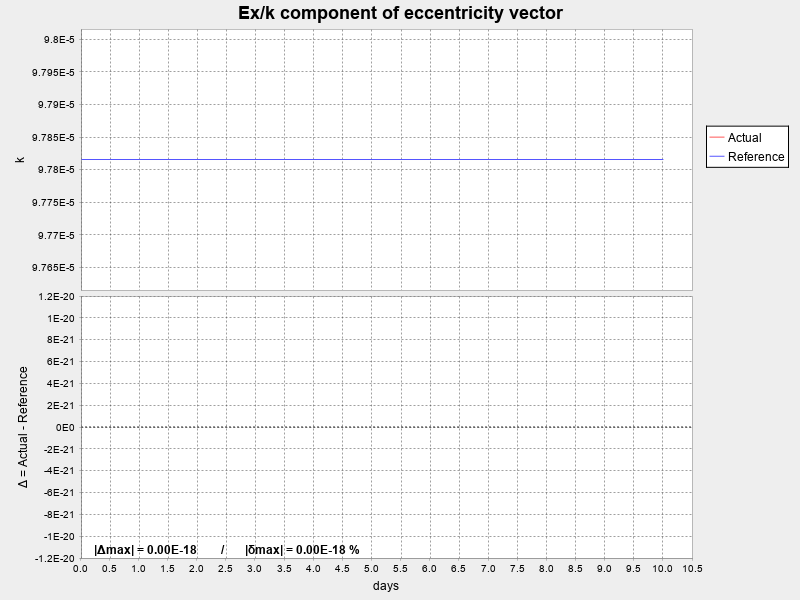 Ex/k component of eccentricity vector
9.8E-5
9.795E-5
9.79E-5
9.785E-5
9.78E-5
9.775E-5
9.77E-5
9.765E-5
k
Actual
Reference
1.2E-20
1E-20
8E-21
6E-21
4E-21
2E-21
0E0
-2E-21
-4E-21
-6E-21
-8E-21
-1E-20
-1.2E-20
Δ = Actual - Reference
|Δmax| = 0.00E-18 / |δmax| = 0.00E-18 %
0.0 0.5 1.0 1.5 2.0 2.5 3.0 3.5 4.0 4.5 5.0 5.5 6.0 6.5 7.0 7.5 8.0 8.5 9.0 9.5 10.0 10.5
days